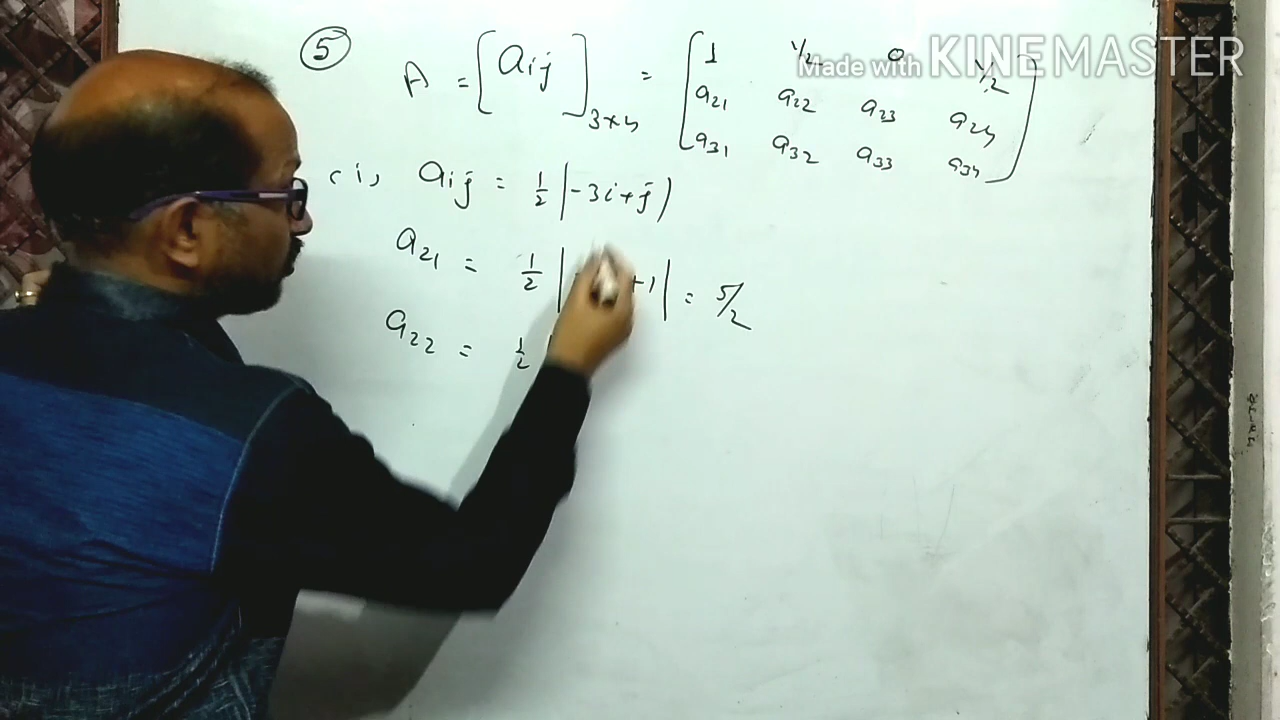 5
A = [ aij ]3×4 = [ 1 1/2 0 1/2
a21 a22 a23 a24
a31 a32 a33 a34 ]
Made with KINEMASTER
(i) aij = 1/2 |-3i+j|
a21 = 1/2 | +1| = 5/2
a22 = 1/2 |